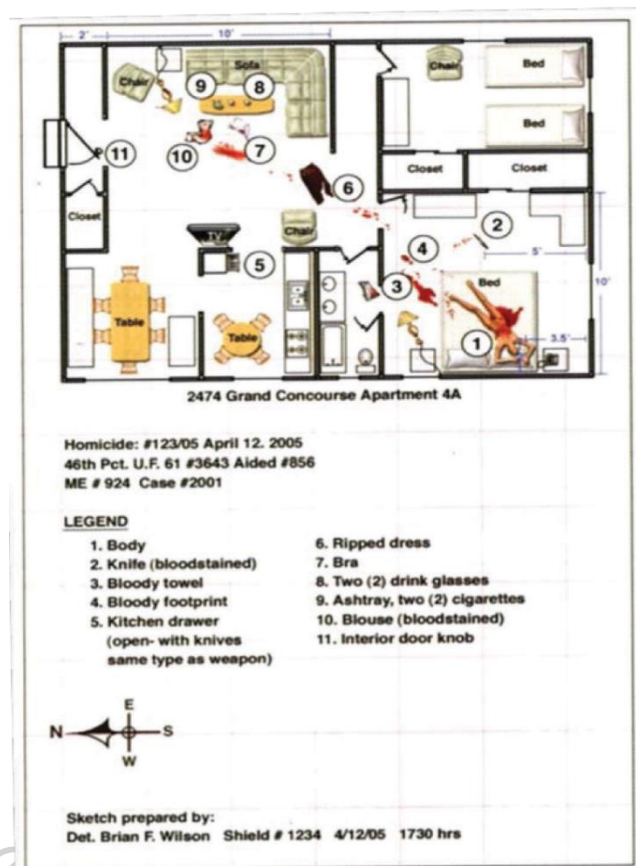 2'
10'
Chair
Sofa
9
8
Chair
Bed
Bed
11
10
7
Closet
Closet
Closet
6
TV
Chair
5
4
2
5'
10'
3
Bed
Table
Table
1
3.5'
2474 Grand Concourse Apartment 4A
Homicide: #123/05 April 12. 2005
46th Pct. U.F. 61 #3643 Aided #856
ME # 924 Case #2001
LEGEND
1. Body
2. Knife (bloodstained)
3. Bloody towel
4. Bloody footprint
5. Kitchen drawer
(open- with knives
same type as weapon)
6. Ripped dress
7. Bra
8. Two (2) drink glasses
9. Ashtray, two (2) cigarettes
10. Blouse (bloodstained)
11. Interior door knob
E
N
S
W
Sketch prepared by:
Det. Brian F. Wilson Shield # 1234 4/12/05 1730 hrs